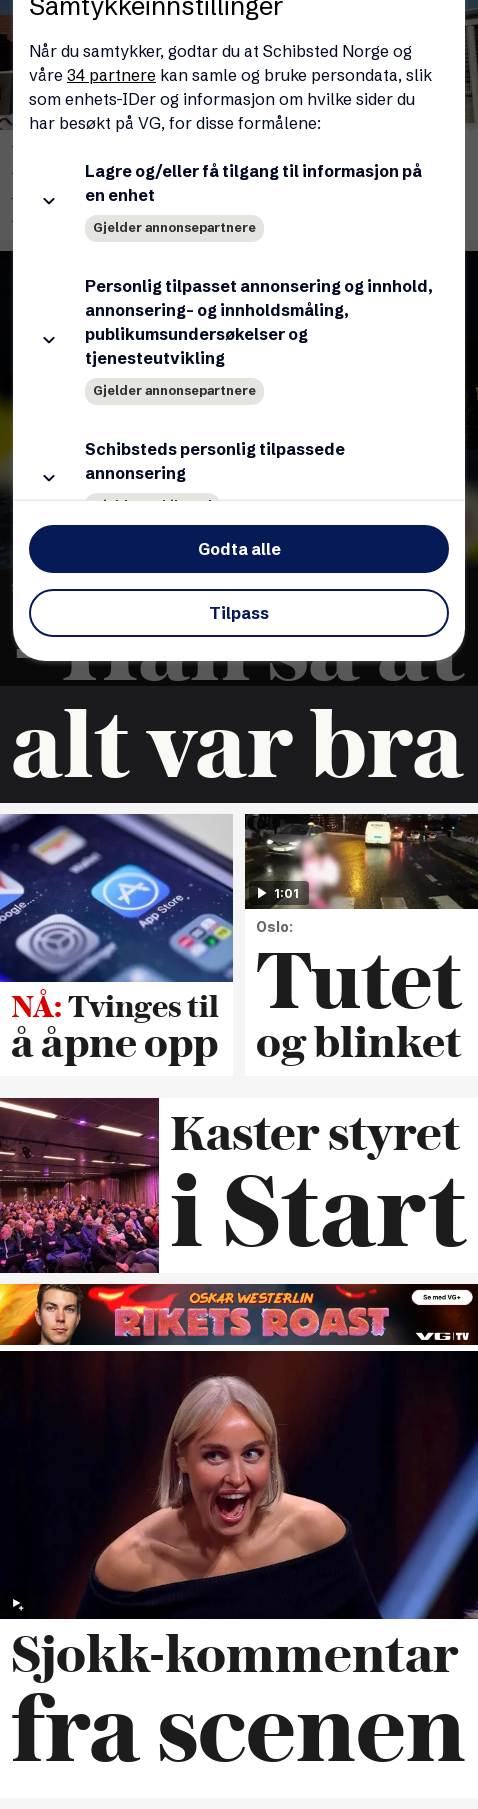 Samtykkeinnstillinger
Når du samtykker, godtar du at Schibsted Norge og
våre 34 partnere kan samle og bruke persondata, slik
som enhets-IDer og informasjon om hvilke sider du
har besøkt på VG, for disse formålene:
Lagre og/eller få tilgang til informasjon på
en enhet
Gjelder annonsepartnere
Personlig tilpasset annonsering og innhold,
annonsering- og innholdsmåling,
publikumsundersøkelser og
tjenesteutvikling
Gjelder annonsepartnere
Schibsteds personlig tilpassede
annonsering
Godta alle
Tilpass
- Han sa at
alt var bra
Wallet
Google...
App Store
NÅ: Tvinges til
å åpne opp
1:01
Oslo:
Tutet
og blinket
Kaster styret
i Start
OSKAR WESTERLIN
RIKETS ROAST
Se med VG+
VG TV
Sjokk-kommentar
fra scenen